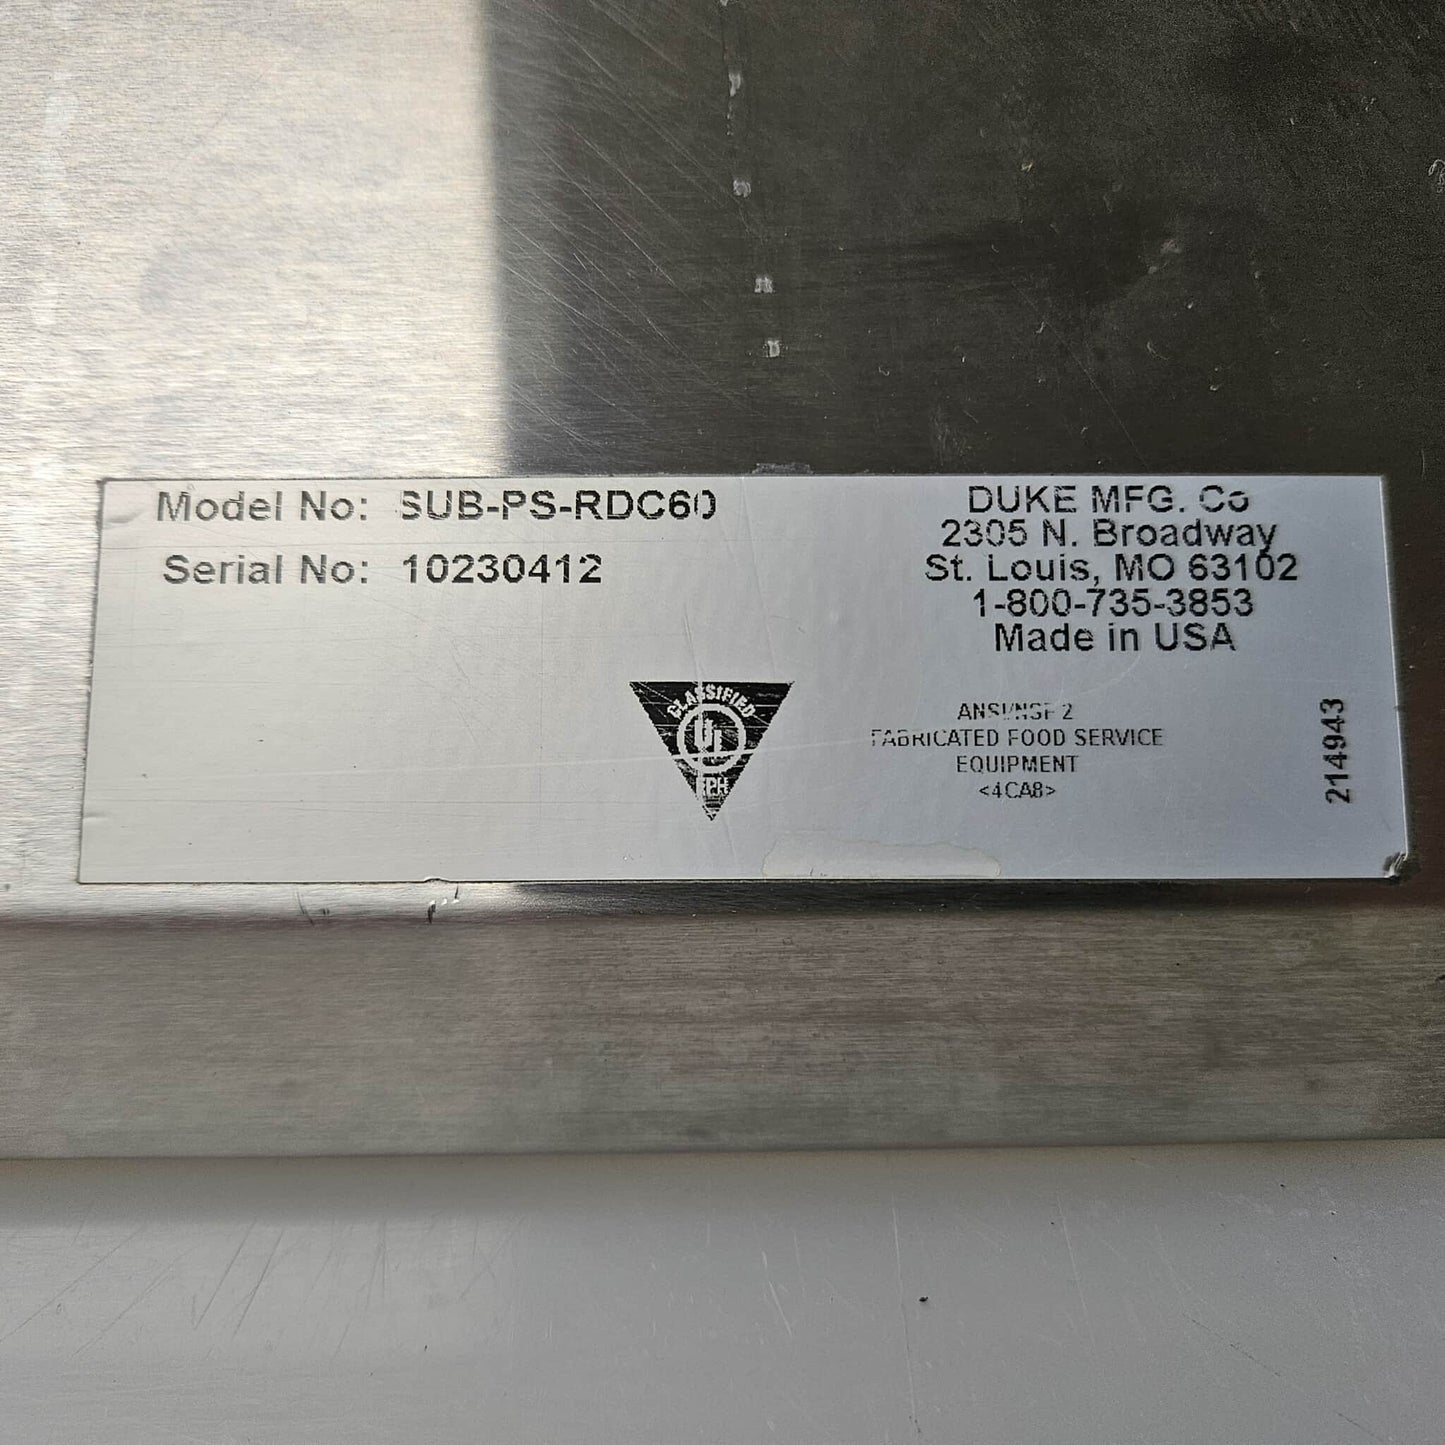 Model No: SUB-PS-RDC60
Serial No: 10230412
DUKE MFG. Co
2305 N. Broadway
St. Louis, MO 63102
1-800-735-3853
Made in USA
CLASSIFIED
UL
EPH
ANSI/NSF 2
FABRICATED FOOD SERVICE
EQUIPMENT
<4CA8>
214943